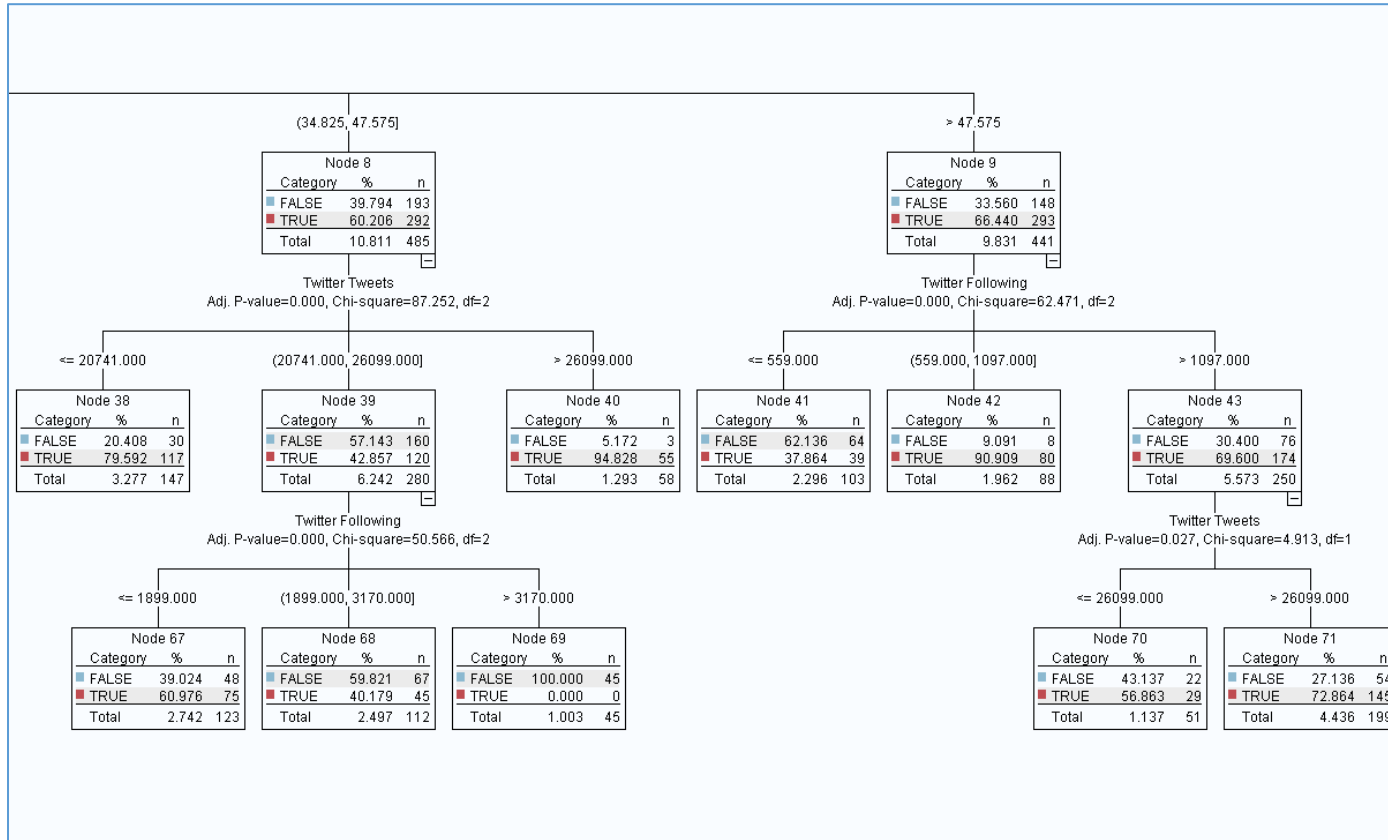 (34.825, 47.575]
> 47.575
Node 8
Category % n
FALSE 39.794 193
TRUE 60.206 292
Total 10.811 485
Node 9
Category % n
FALSE 33.560 148
TRUE 66.440 293
Total 9.831 441
Twitter Tweets
Adj. P-value=0.000, Chi-square=87.252, df=2
Twitter Following
Adj. P-value=0.000, Chi-square=62.471, df=2
<= 20741.000
(20741.000, 26099.000]
> 26099.000
<= 559.000
(559.000, 1097.000]
> 1097.000
Node 38
Category % n
FALSE 20.408 30
TRUE 79.592 117
Total 3.277 147
Node 39
Category % n
FALSE 57.143 160
TRUE 42.857 120
Total 6.242 280
Node 40
Category % n
FALSE 5.172 3
TRUE 94.828 55
Total 1.293 58
Node 41
Category % n
FALSE 62.136 64
TRUE 37.864 39
Total 2.296 103
Node 42
Category % n
FALSE 9.091 8
TRUE 90.909 80
Total 1.962 88
Node 43
Category % n
FALSE 30.400 76
TRUE 69.600 174
Total 5.573 250
Twitter Following
Adj. P-value=0.000, Chi-square=50.566, df=2
Twitter Tweets
Adj. P-value=0.027, Chi-square=4.913, df=1
<= 1899.000
(1899.000, 3170.000]
> 3170.000
<= 26099.000
> 26099.000
Node 67
Category % n
FALSE 39.024 48
TRUE 60.976 75
Total 2.742 123
Node 68
Category % n
FALSE 59.821 67
TRUE 40.179 45
Total 2.497 112
Node 69
Category % n
FALSE 100.000 45
TRUE 0.000 0
Total 1.003 45
Node 70
Category % n
FALSE 43.137 22
TRUE 56.863 29
Total 1.137 51
Node 71
Category % n
FALSE 27.136 54
TRUE 72.864 145
Total 4.436 199